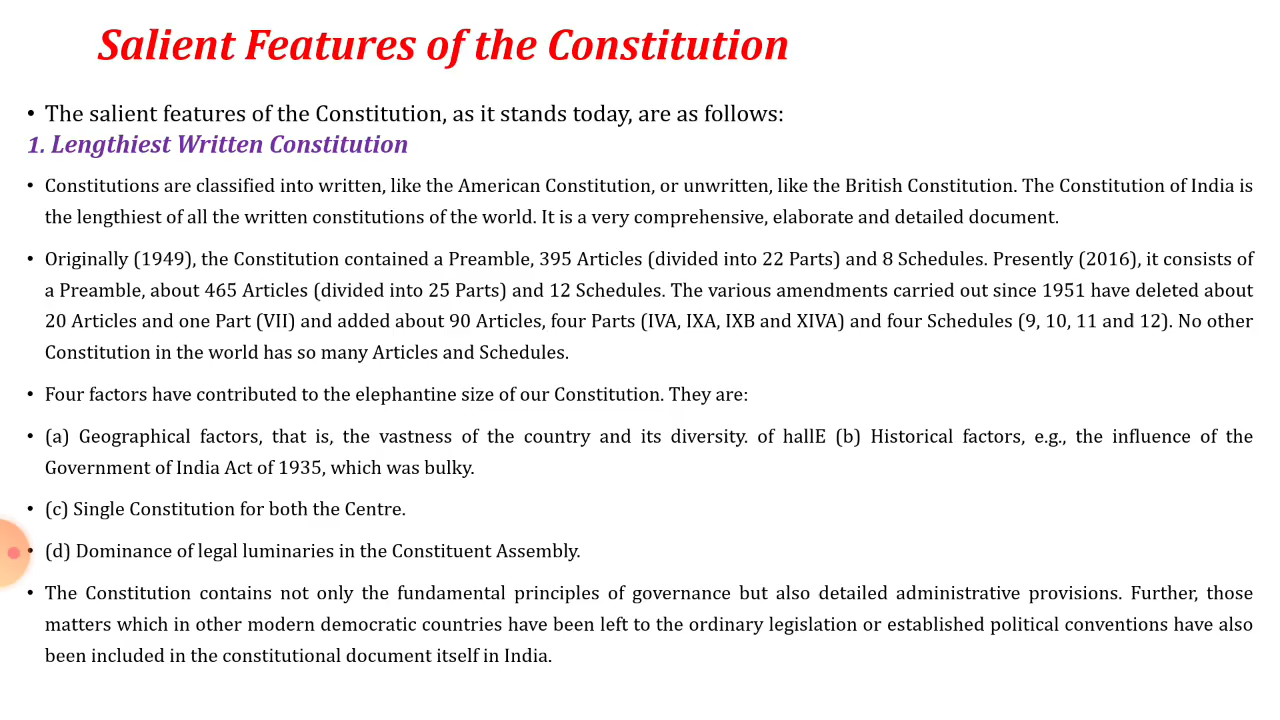 Salient Features of the Constitution
• The salient features of the Constitution, as it stands today, are as follows:
1. Lengthiest Written Constitution
• Constitutions are classified into written, like the American Constitution, or unwritten, like the British Constitution. The Constitution of India is
the lengthiest of all the written constitutions of the world. It is a very comprehensive, elaborate and detailed document.
• Originally (1949), the Constitution contained a Preamble, 395 Articles (divided into 22 Parts) and 8 Schedules. Presently (2016), it consists of
a Preamble, about 465 Articles (divided into 25 Parts) and 12 Schedules. The various amendments carried out since 1951 have deleted about
20 Articles and one Part (VII) and added about 90 Articles, four Parts (IVA, IXA, IXB and XIVA) and four Schedules (9, 10, 11 and 12). No other
Constitution in the world has so many Articles and Schedules.
• Four factors have contributed to the elephantine size of our Constitution. They are:
• (a) Geographical factors, that is, the vastness of the country and its diversity. of hallE (b) Historical factors, e.g., the influence of the
Government of India Act of 1935, which was bulky.
• (c) Single Constitution for both the Centre.
• (d) Dominance of legal luminaries in the Constituent Assembly.
• The Constitution contains not only the fundamental principles of governance but also detailed administrative provisions. Further, those
matters which in other modern democratic countries have been left to the ordinary legislation or established political conventions have also
been included in the constitutional document itself in India.